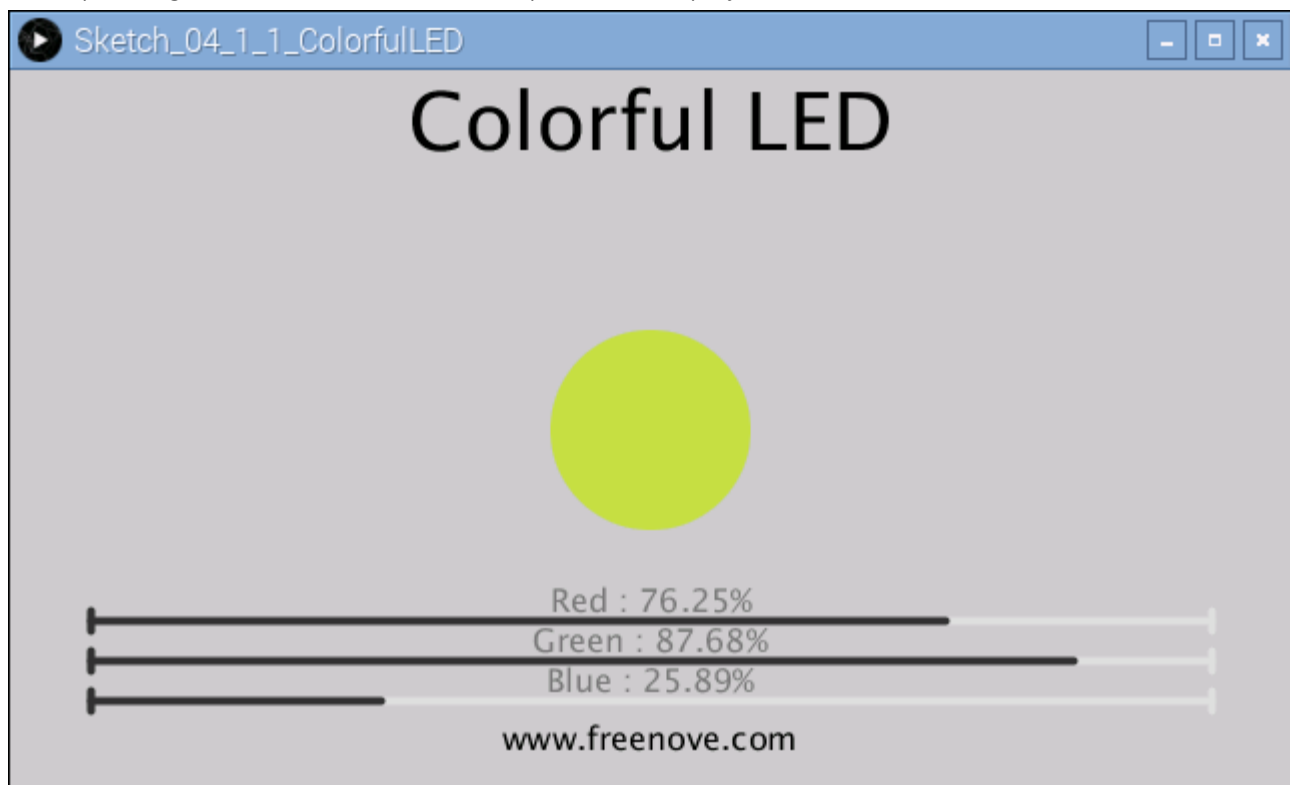 Sketch_04_1_1_ColorfulLED
Colorful LED
Red : 76.25%
Green : 87.68%
Blue : 25.89%
www.freenove.com